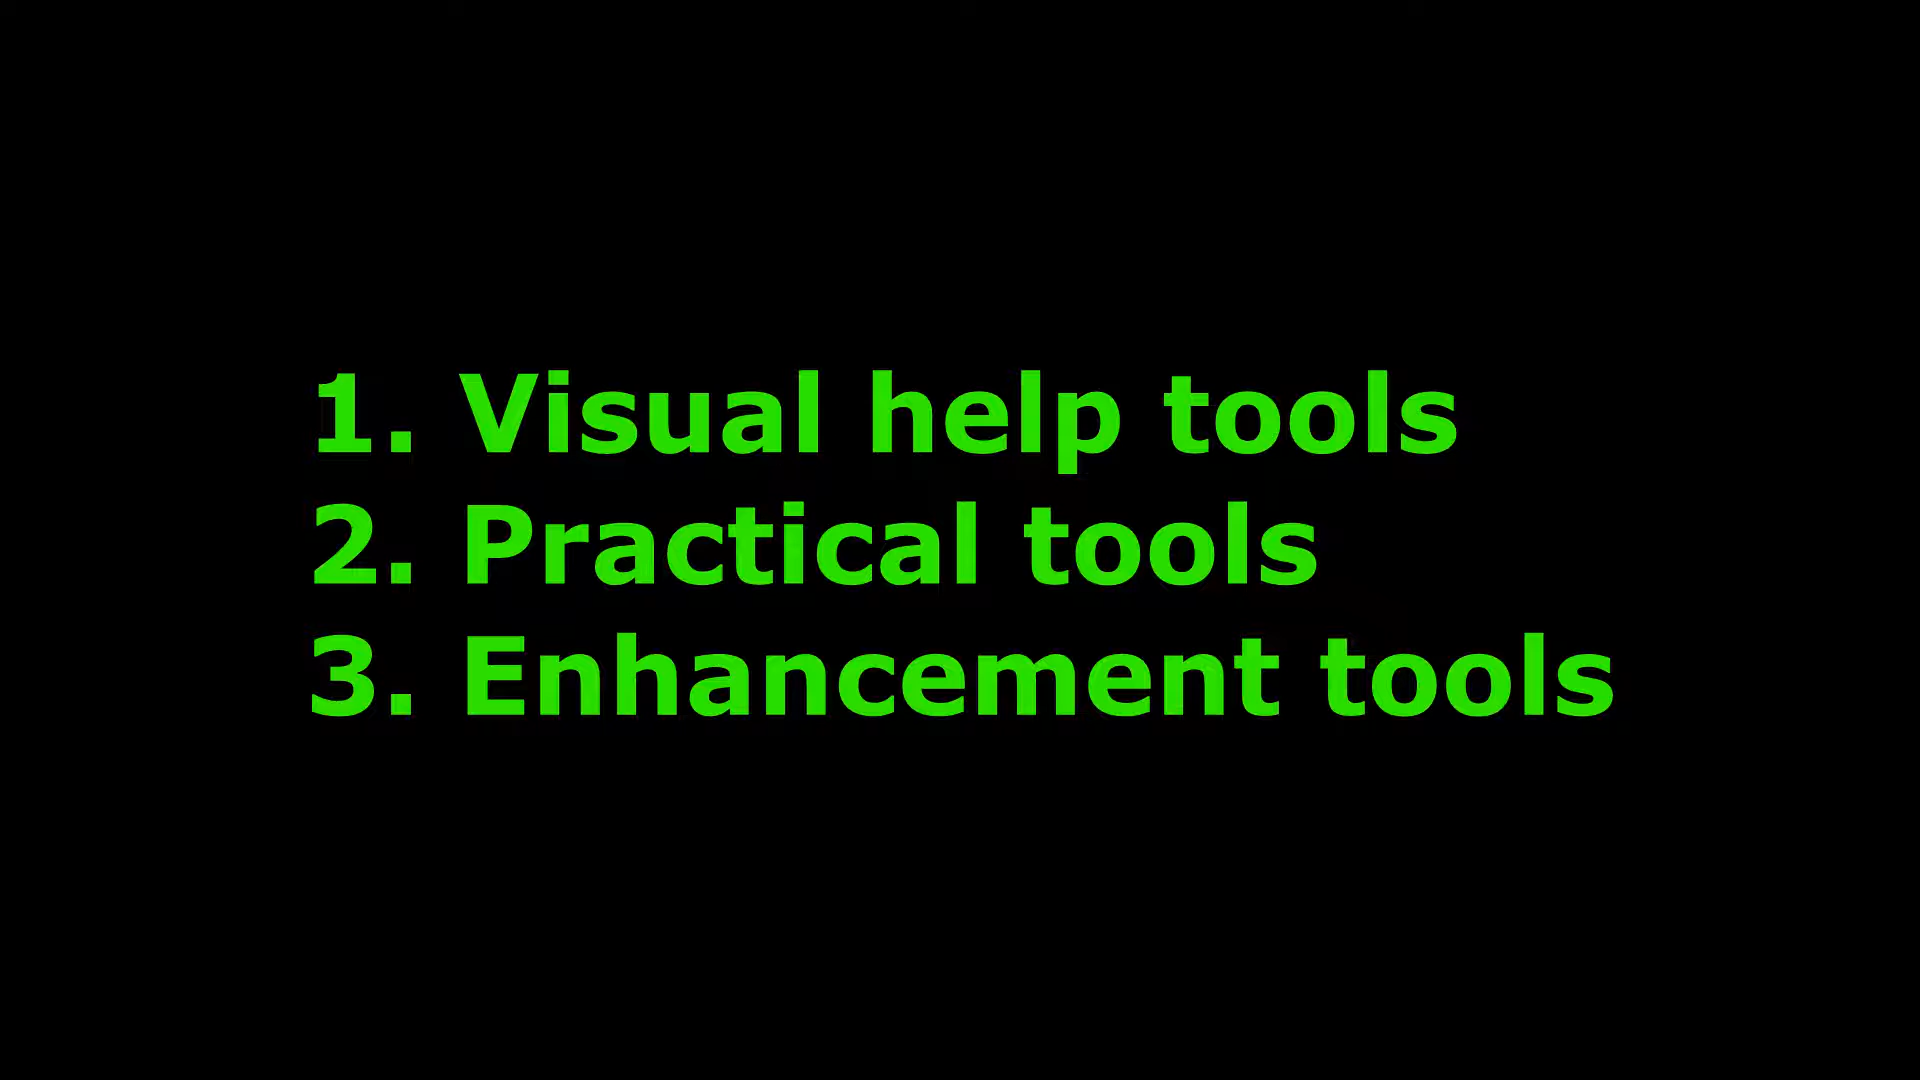 1. Visual help tools
2. Practical tools
3. Enhancement tools